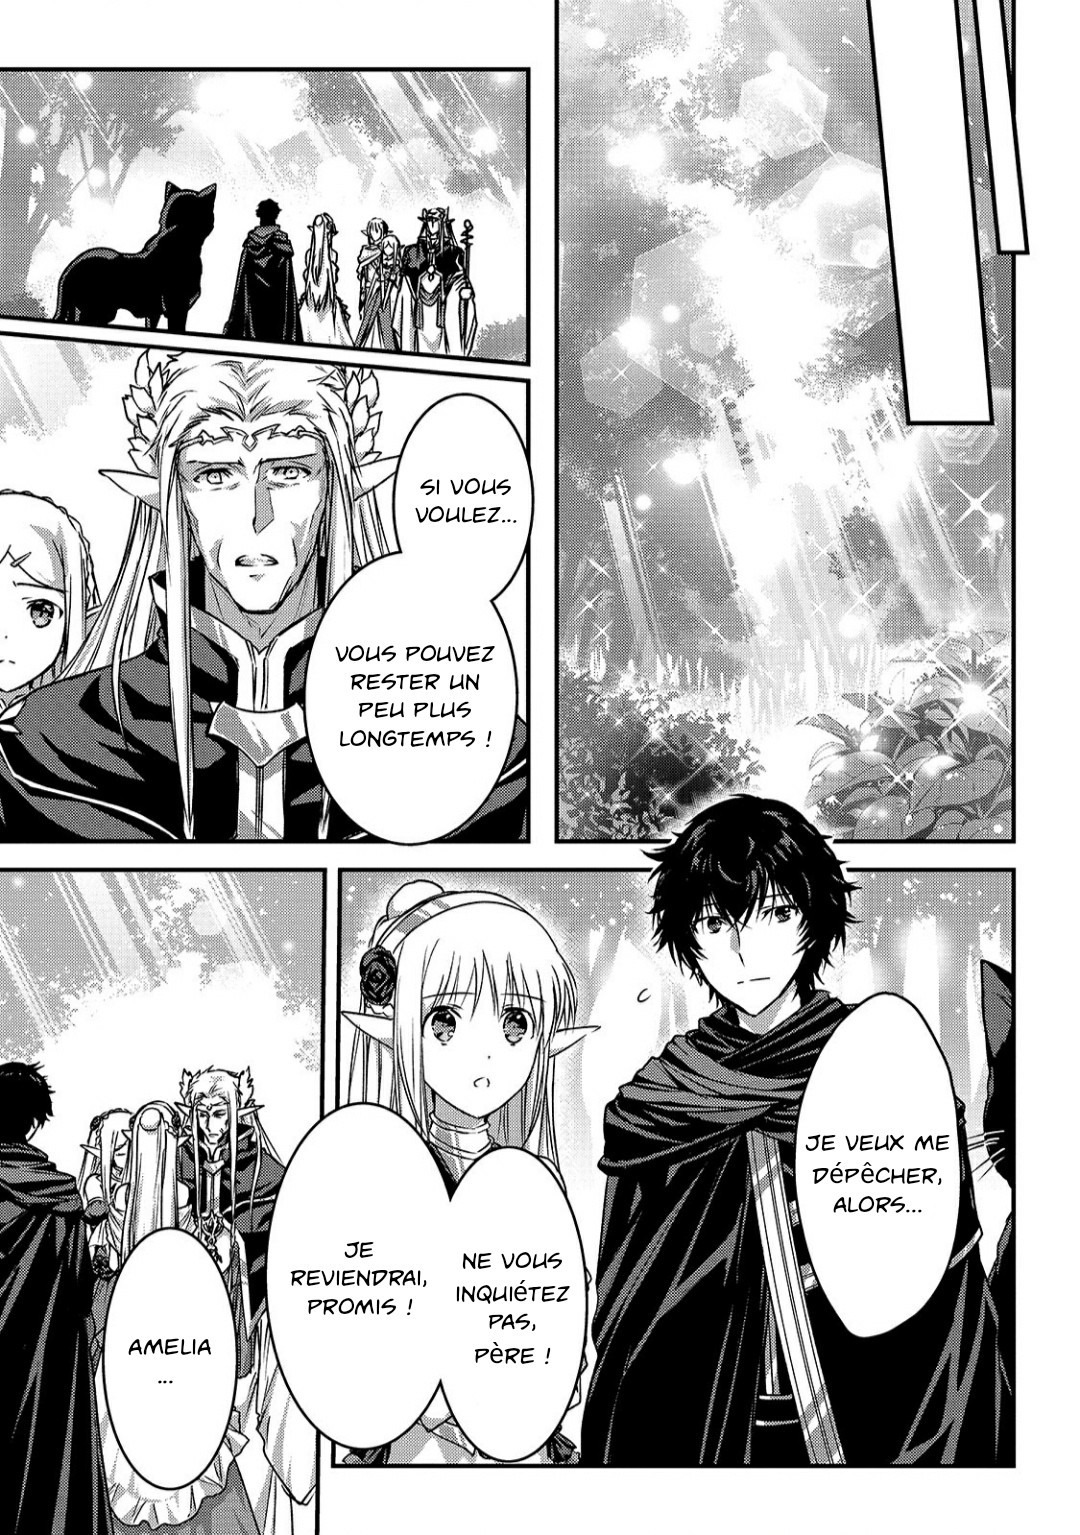 SI VOUS
VOULEZ...
VOUS POUVEZ
RESTER UN
PEU PLUS
LONGTEMPS !
JE VEUX ME
DÉPÊCHER,
ALORS...
NE VOUS
INQUIÉTEZ
PAS,
PÈRE !
JE
REVIENDRAI,
PROMIS !
AMELIA
...